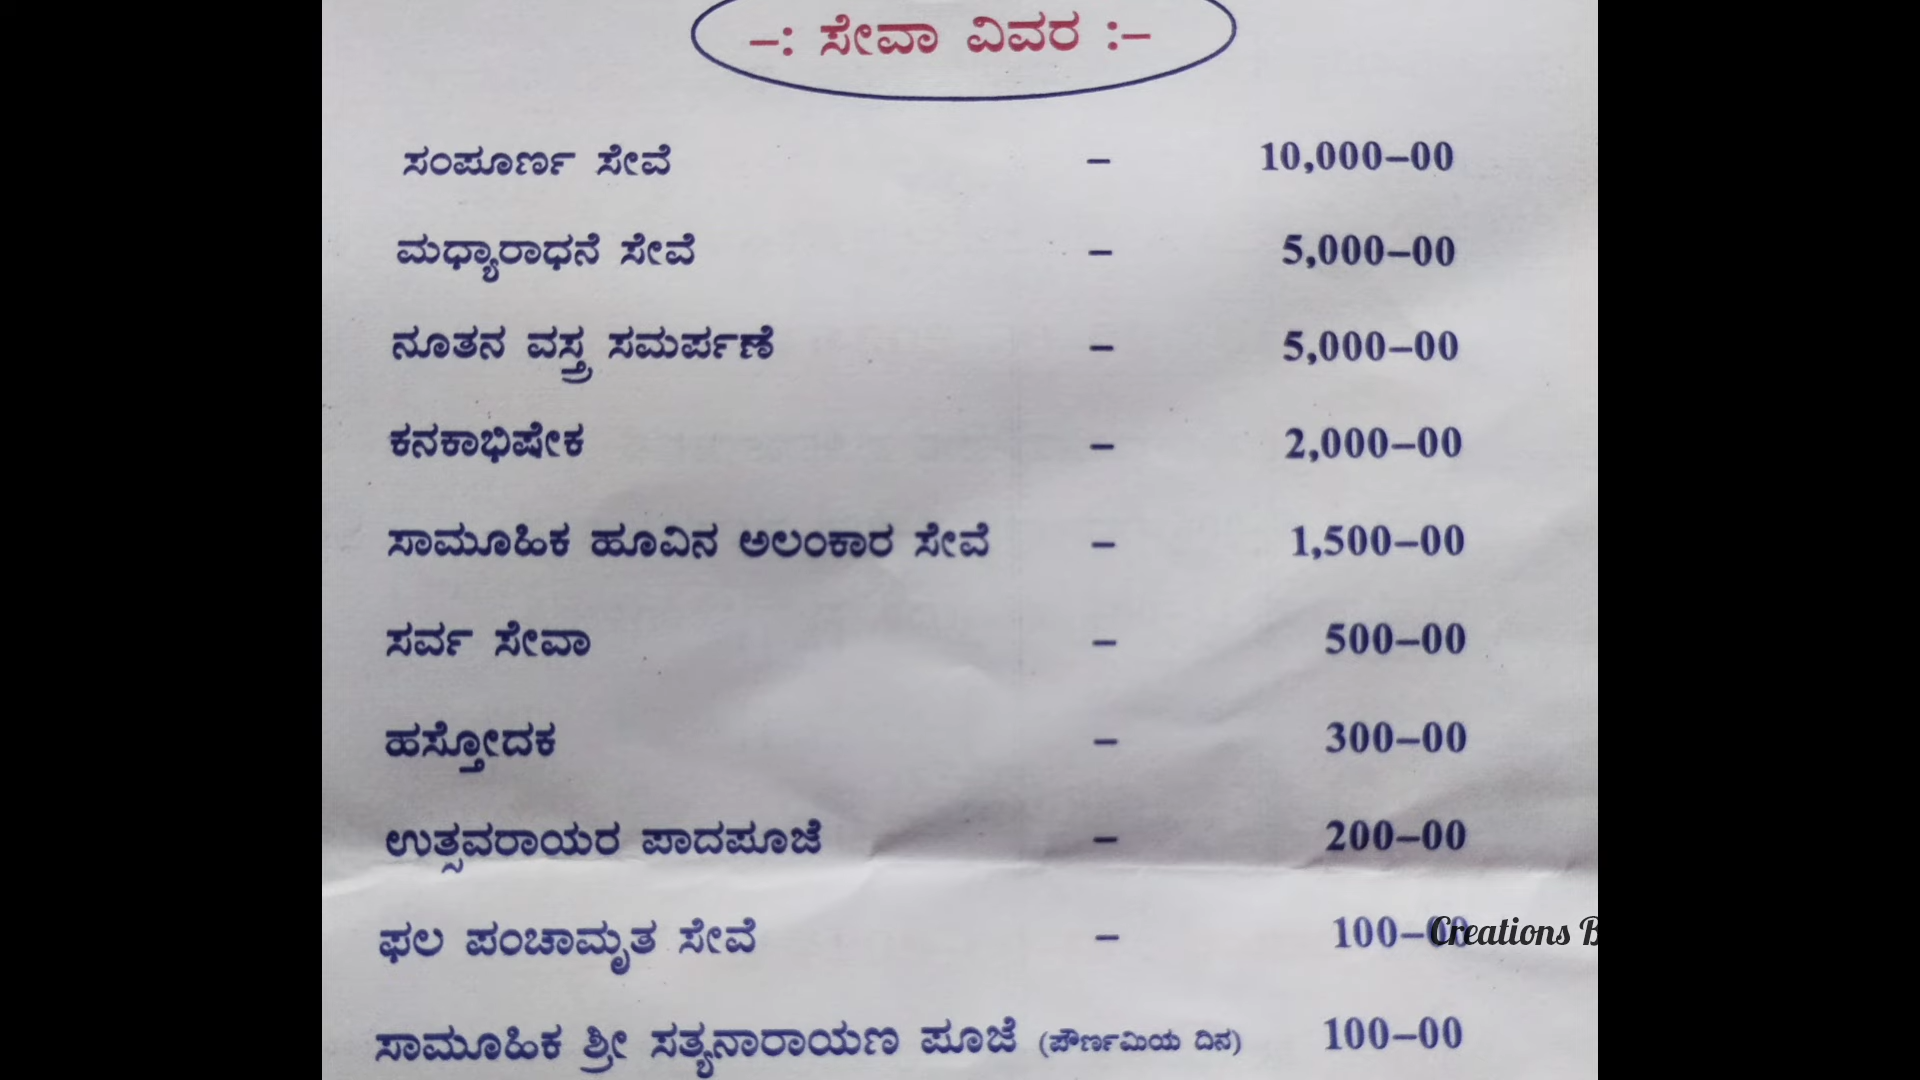 –: ಸೇವಾ ವಿವರ :–
ಸಂಪೂರ್ಣ ಸೇವೆ – 10,000–00
ಮಧ್ಯಾರಾಧನೆ ಸೇವೆ – 5,000–00
ನೂತನ ವಸ್ತ್ರ ಸಮರ್ಪಣೆ – 5,000–00
ಕನಕಾಭಿಷೇಕ – 2,000–00
ಸಾಮೂಹಿಕ ಹೂವಿನ ಅಲಂಕಾರ ಸೇವೆ – 1,500–00
ಸರ್ವ ಸೇವಾ – 500–00
ಹಸ್ತೋದಕ – 300–00
ಉತ್ಸವರಾಯರ ಪಾದಪೂಜೆ – 200–00
ಫಲ ಪಂಚಾಮೃತ ಸೇವೆ – 100–00
Creations B
ಸಾಮೂಹಿಕ ಶ್ರೀ ಸತ್ಯನಾರಾಯಣ ಪೂಜೆ (ಪೌರ್ಣಮಿಯ ದಿನ) 100–00